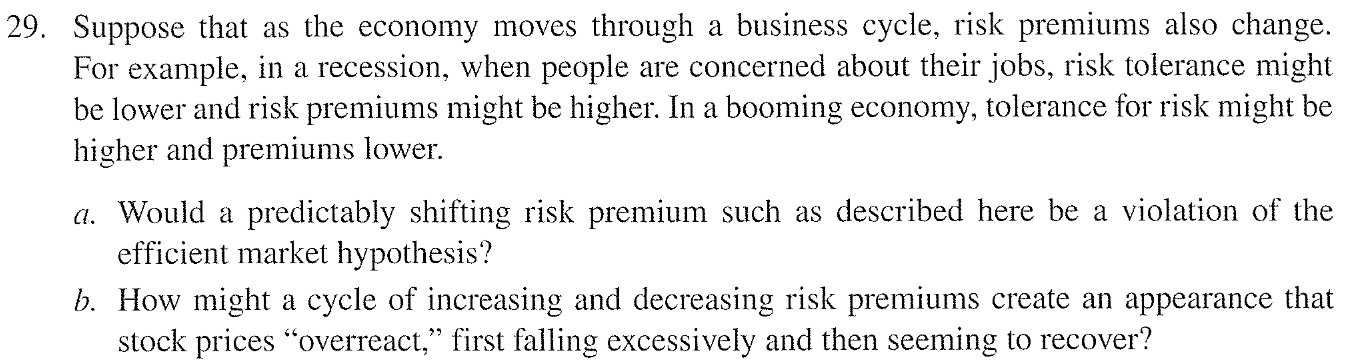 29. Suppose that as the economy moves through a business cycle, risk premiums also change.
For example, in a recession, when people are concerned about their jobs, risk tolerance might
be lower and risk premiums might be higher. In a booming economy, tolerance for risk might be
higher and premiums lower.
a. Would a predictably shifting risk premium such as described here be a violation of the
efficient market hypothesis?
b. How might a cycle of increasing and decreasing risk premiums create an appearance that
stock prices “overreact,” first falling excessively and then seeming to recover?